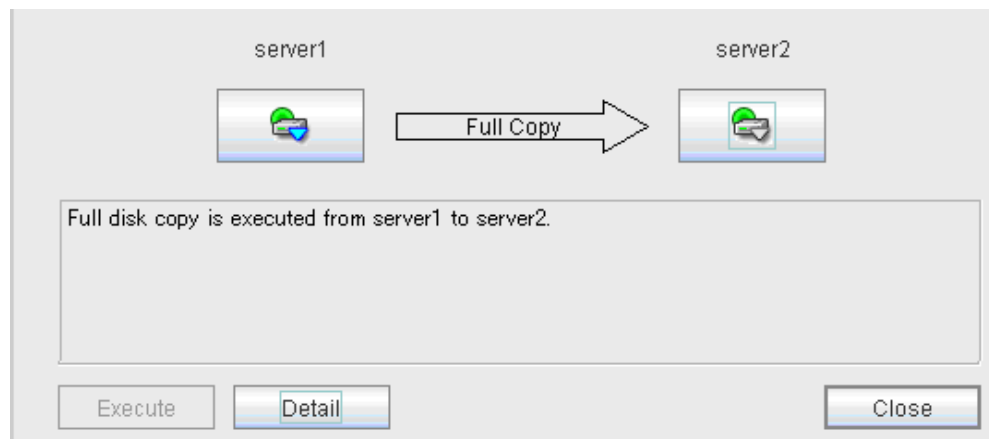 server1
server2
Full Copy
Full disk copy is executed from server1 to server2.
Execute
Detail
Close